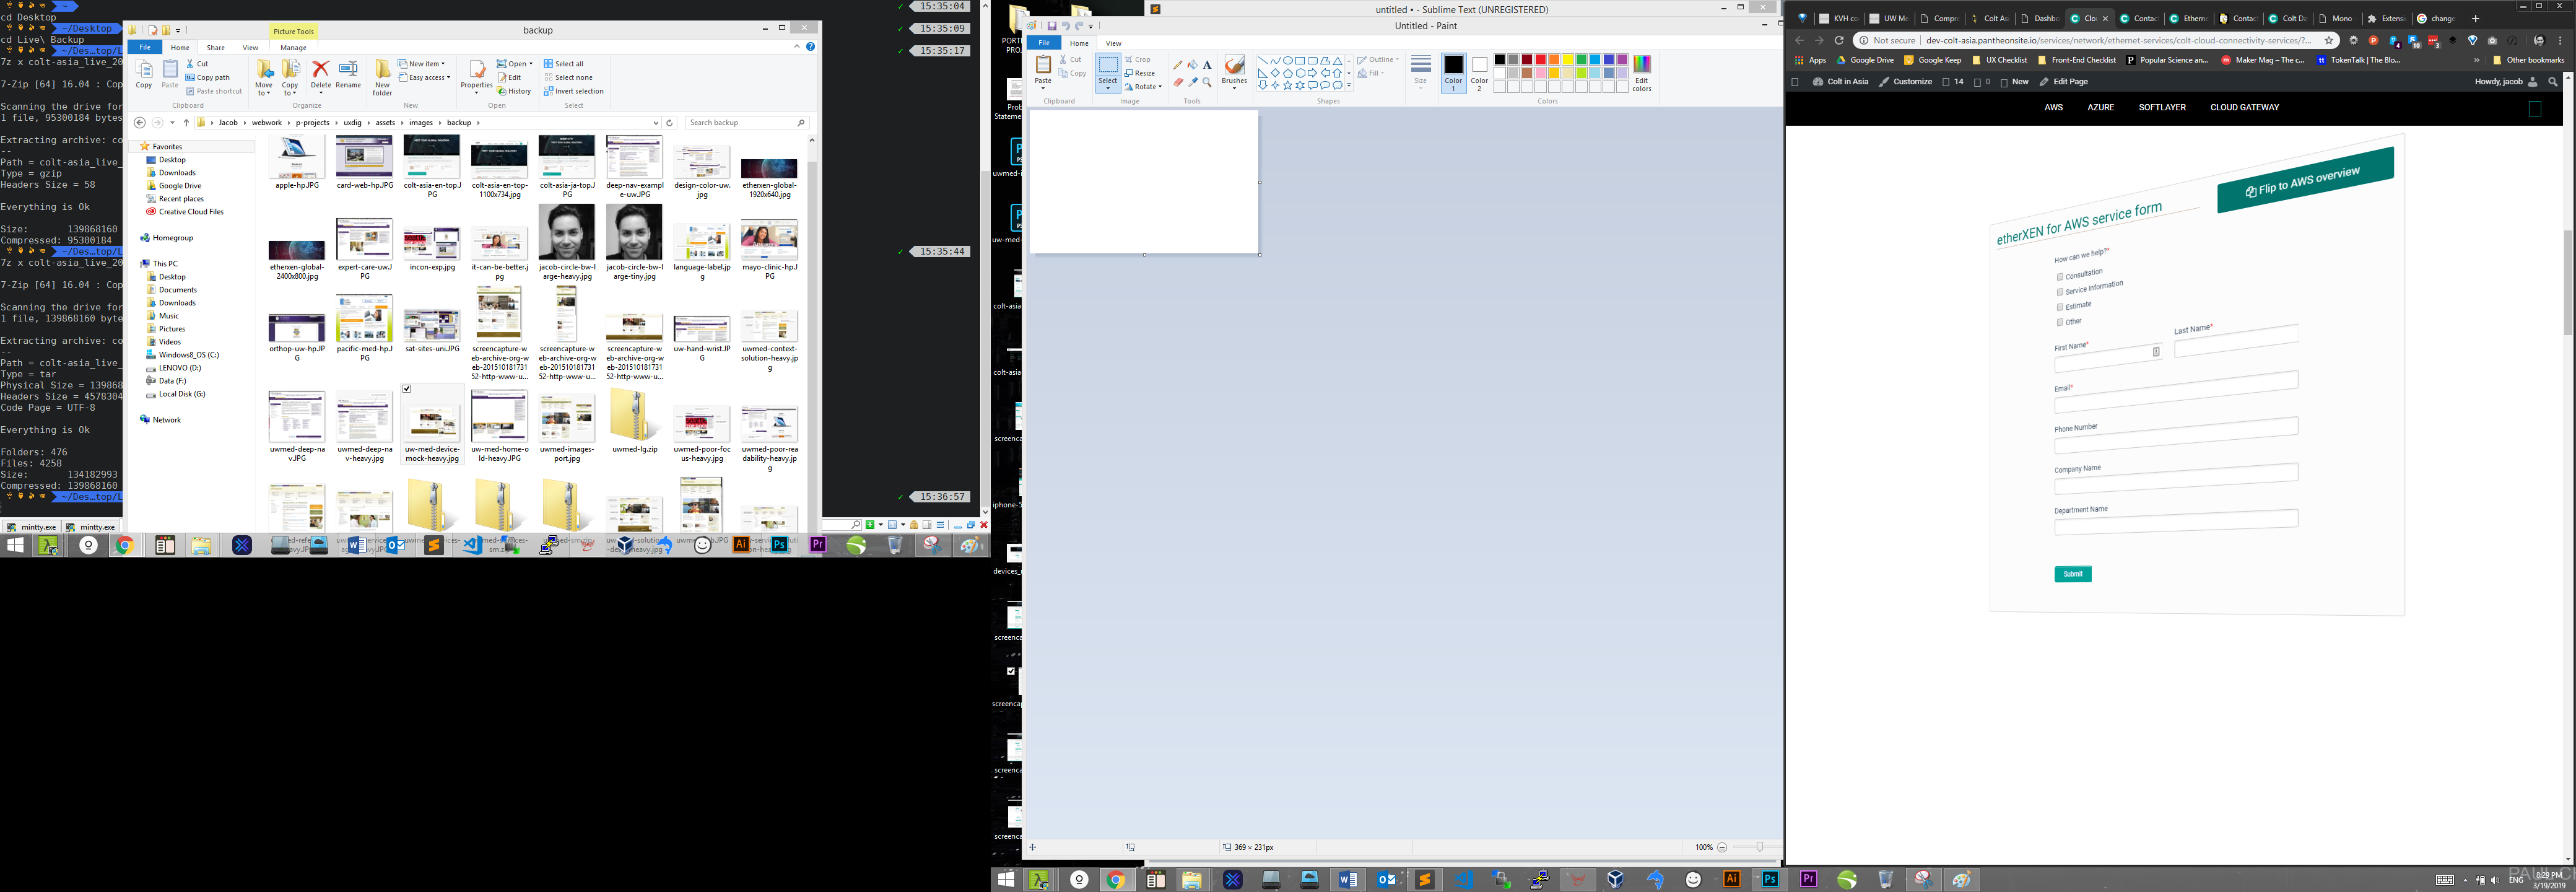 cd Desktop
~/Desktop
cd Live\ Backup
7z x colt-asia_live_20
7-Zip [64] 16.04 : Cop
Scanning the drive for
1 file, 95300184 bytes
Extracting archive: co
--
Path = colt-asia_live_
Type = gzip
Headers Size = 58
Everything is Ok
Size: 139868160
Compressed: 95300184
~/Des…top/L
7z x colt-asia_live_20
7-Zip [64] 16.04 : Cop
Scanning the drive for
1 file, 139868160 byte
Extracting archive: co
--
Path = colt-asia_live_
Type = tar
Physical Size = 139868
Headers Size = 4578304
Code Page = UTF-8
Everything is Ok
Folders: 476
Files: 4258
Size: 134182993
Compressed: 139868160
~/Des…top/L
mintty.exe mintty.exe
15:35:04
15:35:09
15:35:17
15:35:44
15:36:57
Picture Tools
backup
File Home Share View Manage
Copy Paste Cut Copy path Paste shortcut
Clipboard
Move to Copy to Delete Rename
Organize
New folder New item Easy access
New
Properties Open Edit History
Open
Select all Select none Invert selection
Select
Jacob webwork p-projects uxdig assets images backup
Search backup
Favorites
Desktop
Downloads
Google Drive
Recent places
Creative Cloud Files
Homegroup
This PC
Desktop
Documents
Downloads
Music
Pictures
Videos
Windows8_OS (C:)
LENOVO (D:)
Data (F:)
Local Disk (G:)
Network
apple-hp.JPG
card-web-hp.JPG
colt-asia-en-top.JPG
colt-asia-en-top-1100x734.jpg
colt-asia-ja-top.JPG
deep-nav-example-uw.JPG
design-color-uw.jpg
etherxen-global-1920x640.jpg
etherxen-global-2400x800.jpg
expert-care-uw.JPG
incon-exp.jpg
it-can-be-better.jpg
jacob-circle-bw-large-heavy.jpg
jacob-circle-bw-large-tiny.jpg
language-label.jpg
mayo-clinic-hp.JPG
orthop-uw-hp.JPG
pacific-med-hp.JPG
sat-sites-uni.JPG
screencapture-web-archive-org-web-20151018173152-http-www-u...
screencapture-web-archive-org-web-20151018173152-http-www-u...
screencapture-web-archive-org-web-20151018173152-http-www-u...
uw-hand-wrist.JPG
uwmed-context-solution-heavy.jpg
uwmed-deep-nav.JPG
uwmed-deep-nav-heavy.jpg
uw-med-device-mock-heavy.jpg
uw-med-home-old-heavy.JPG
uwmed-images-port.jpg
uwmed-lg.zip
uwmed-poor-focus-heavy.jpg
uwmed-poor-readability-heavy.jpg
untitled • - Sublime Text (UNREGISTERED)
Untitled - Paint
File Home View
Paste Cut Copy
Clipboard
Select Crop Resize Rotate
Image
Tools
Brushes
Shapes
Outline Fill
Size
Color 1 Color 2
Edit colors
Colors
369 × 231px
100%
KVH co UW Me Compre Colt As Dashbo Clo Contac Ethern Contac Colt Da Mono Extensi change
Not secure dev-colt-asia.pantheonsite.io/services/network/ethernet-services/colt-cloud-connectivity-services/?...
Apps Google Drive Google Keep UX Checklist Front-End Checklist Popular Science an... Maker Mag – The c... TokenTalk | The Blo... Other bookmarks
Colt in Asia Customize 14 0 New Edit Page
Howdy, jacob
AWS AZURE SOFTLAYER CLOUD GATEWAY
Flip to AWS overview
etherXEN for AWS service form
How can we help?*
Consultation
Service Information
Estimate
Other
First Name*
Last Name*
Email*
Phone Number
Company Name
Department Name
Submit
ENG
8:29 PM
3/19/2019